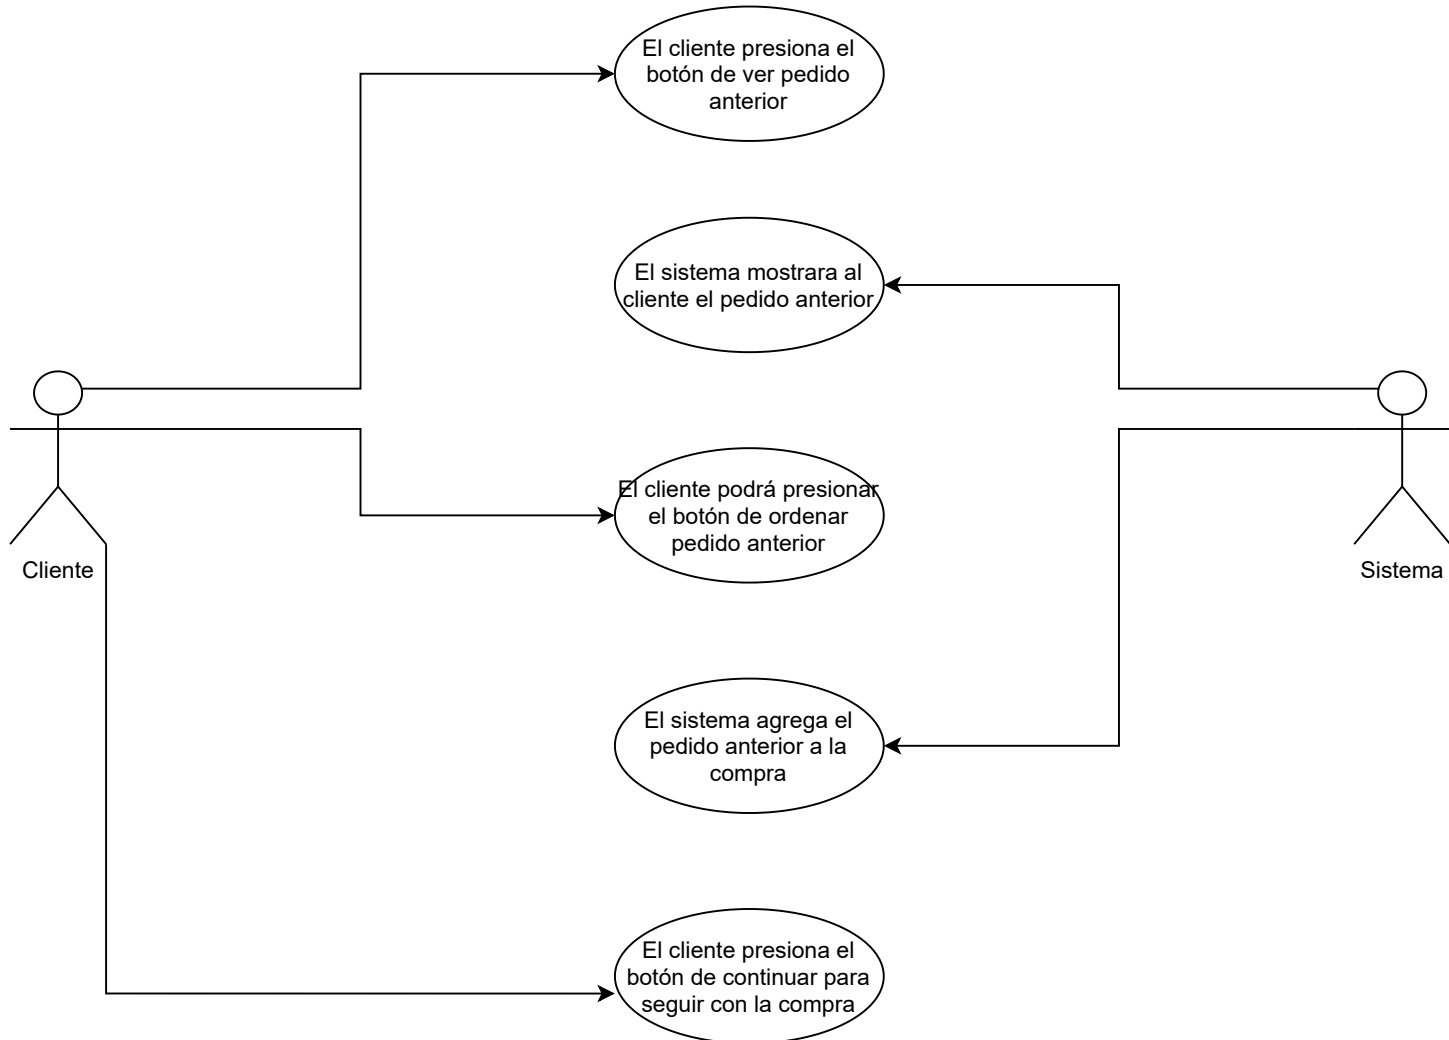 El cliente presiona el
botón de ver pedido
anterior
El sistema mostrara al
cliente el pedido anterior
El cliente podrá presionar
el botón de ordenar
pedido anterior
Cliente
Sistema
El sistema agrega el
pedido anterior a la
compra
El cliente presiona el
botón de continuar para
seguir con la compra